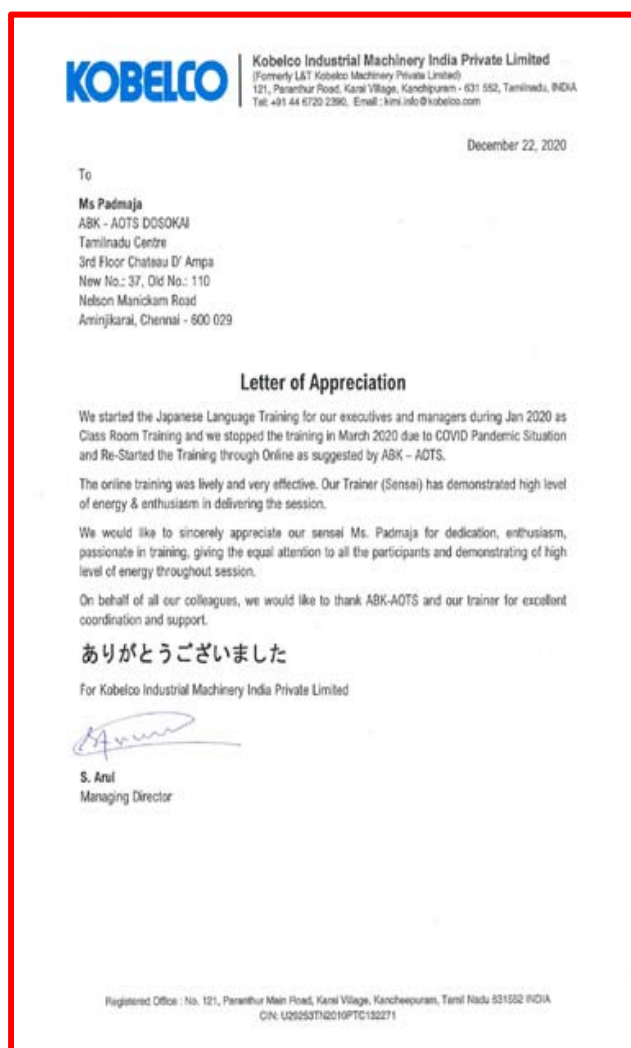 KOBELCO
Kobelco Industrial Machinery India Private Limited
(Formerly L&T Kobelco Machinery Private Limited)
121, Paranthur Road, Karai Village, Kanchipuram - 631 552, Tamilnadu, INDIA
Tel: +91 44 6720 2390, Email : kimi.info@kobelco.com
December 22, 2020
To
Ms Padmaja
ABK - AOTS DOSOKAI
Tamilnadu Centre
3rd Floor Chateau D' Ampa
New No.: 37, Old No.: 110
Nelson Manickam Road
Aminjikarai, Chennai - 600 029
Letter of Appreciation
We started the Japanese Language Training for our executives and managers during Jan 2020 as
Class Room Training and we stopped the training in March 2020 due to COVID Pandemic Situation
and Re-Started the Training through Online as suggested by ABK – AOTS.
The online training was lively and very effective. Our Trainer (Sensei) has demonstrated high level
of energy & enthusiasm in delivering the session.
We would like to sincerely appreciate our sensei Ms. Padmaja for dedication, enthusiasm,
passionate in training, giving the equal attention to all the participants and demonstrating of high
level of energy throughout session.
On behalf of all our colleagues, we would like to thank ABK-AOTS and our trainer for excellent
coordination and support.
ありがとうございました
For Kobelco Industrial Machinery India Private Limited
S. Arul
Managing Director
Registered Office : No. 121, Paranthur Main Road, Karai Village, Kancheepuram, Tamil Nadu 631552 INDIA
CIN: U29253TN2010PTC132271